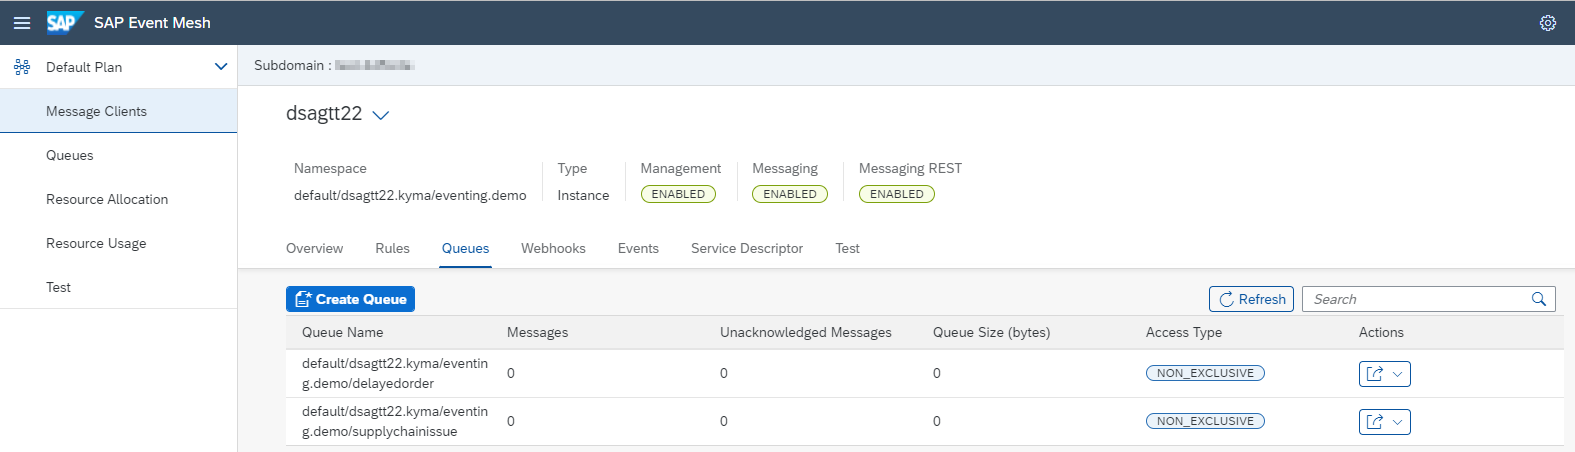 SAP SAP Event Mesh
Default Plan
Message Clients
Queues
Resource Allocation
Resource Usage
Test
Subdomain :
dsagtt22
Namespace Type Management Messaging Messaging REST
default/dsagtt22.kyma/eventing.demo Instance ENABLED ENABLED ENABLED
Overview Rules Queues Webhooks Events Service Descriptor Test
Create Queue Refresh Search
Queue Name Messages Unacknowledged Messages Queue Size (bytes) Access Type Actions
default/dsagtt22.kyma/eventin
g.demo/delayedorder 0 0 0 NON_EXCLUSIVE
default/dsagtt22.kyma/eventin
g.demo/supplychainissue 0 0 0 NON_EXCLUSIVE